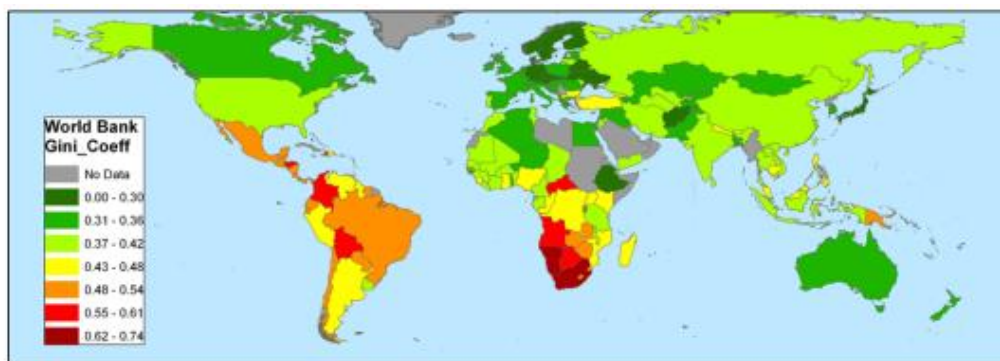 World Bank
Gini_Coeff
No Data
0.00 - 0.30
0.31 - 0.36
0.37 - 0.42
0.43 - 0.48
0.48 - 0.54
0.55 - 0.61
0.62 - 0.74